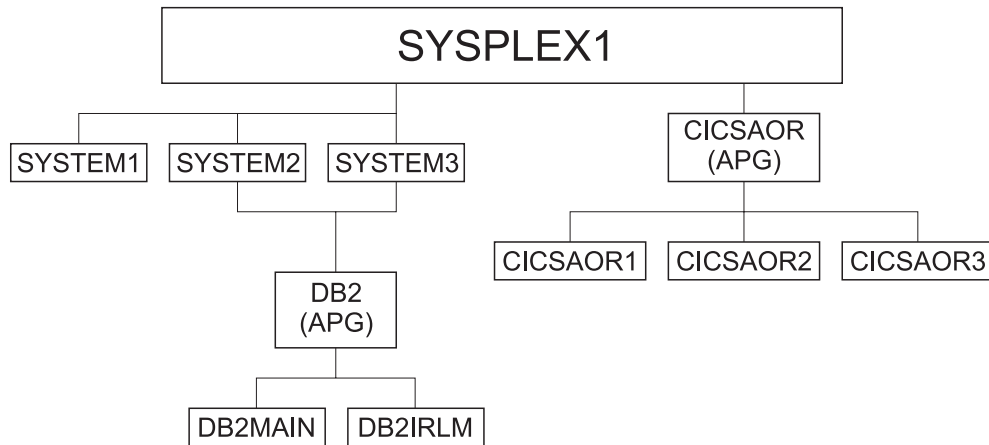 SYSPLEX1
SYSTEM1
SYSTEM2
SYSTEM3
CICSAOR
(APG)
CICSAOR1
CICSAOR2
CICSAOR3
DB2
(APG)
DB2MAIN
DB2IRLM